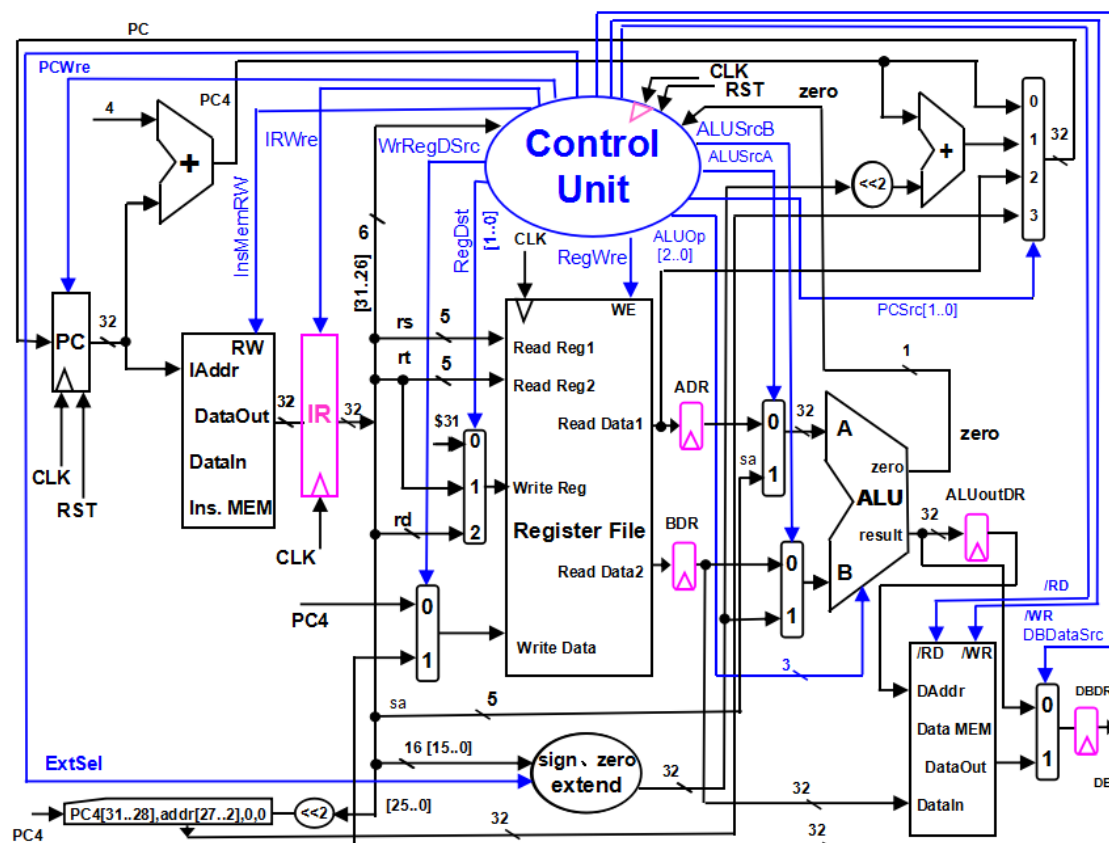 PC
PCWre
4
PC4
+
IRWre
InsMemRW
WrRegDSrc
RegDst
[1..0]
6
[31..26]
Control
Unit
CLK
RST
zero
ALUSrcB
ALUSrcA
ALUOp
[2..0]
RegWre
CLK
<<2
+
0
1
2
3
32
PCSrc[1..0]
PC
32
CLK
RST
RW
IAddr
DataOut
DataIn
Ins. MEM
32
IR
32
CLK
rs
5
rt
5
$31
0
1
2
rd
WE
Read Reg1
Read Reg2
Read Data1
Write Reg
Register File
Read Data2
Write Data
PC4
0
1
ADR
BDR
0
1
sa
32
0
1
A
B
zero
ALU
result
3
1
zero
32
ALUoutDR
/RD
/WR
DBDataSrc
/RD
/WR
DAddr
Data MEM
DataOut
DataIn
0
1
DBDR
sa
5
16 [15..0]
sign、zero
extend
32
ExtSel
[25..0]
<<2
PC4[31..28],addr[27..2],0,0
PC4
32
32
32